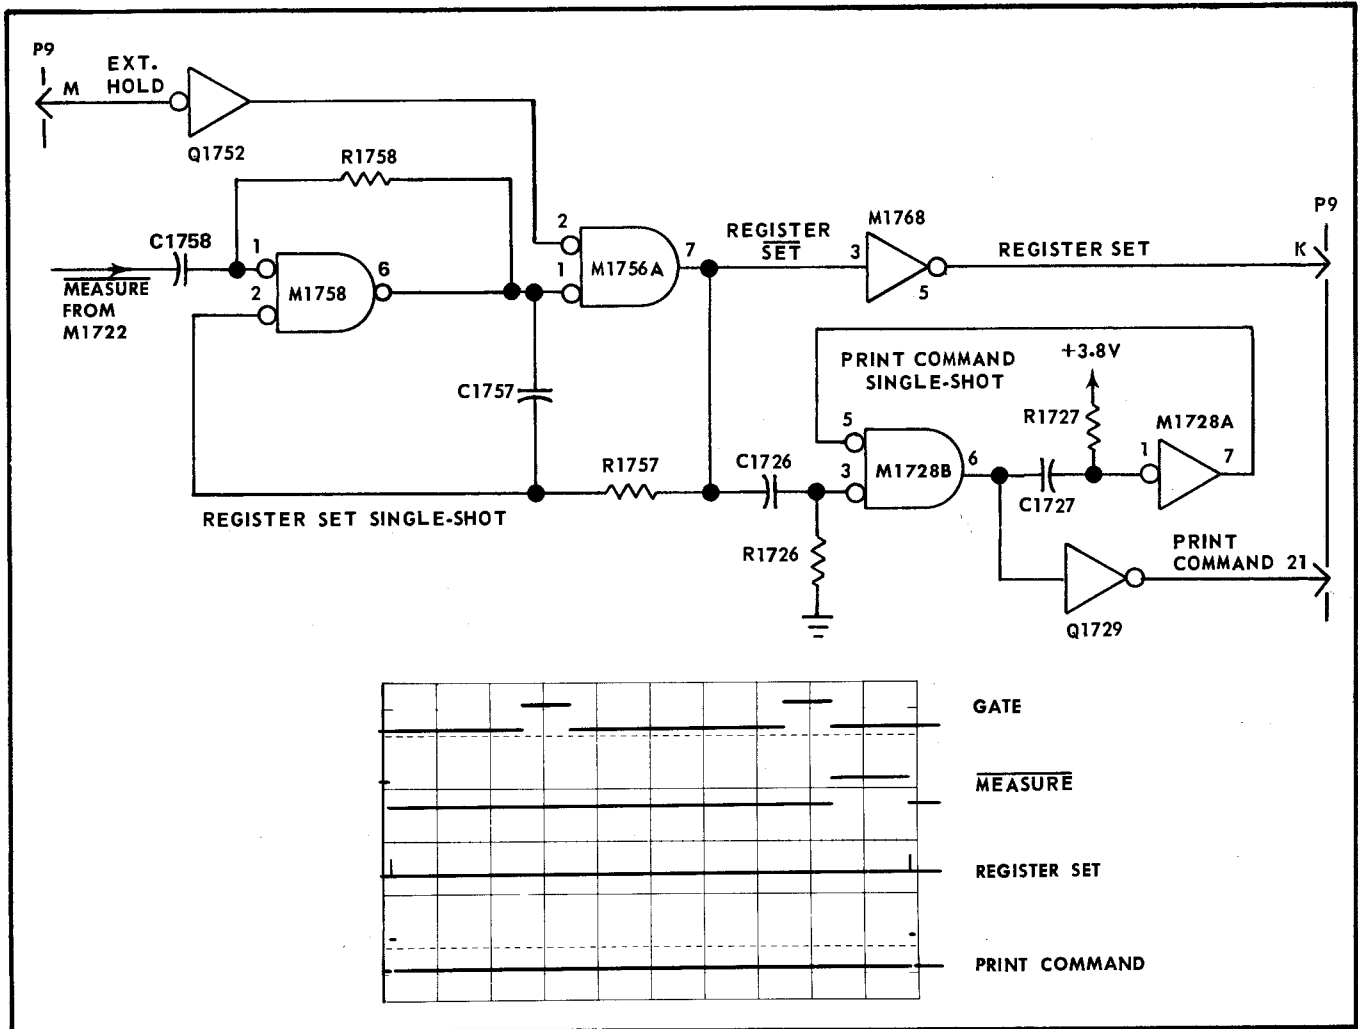 P9
EXT.
HOLD
M
Q1752
R1758
C1758
1
2
6
M1758
MEASURE
FROM
M1722
2
1
7
M1756A
REGISTER
SET
M1768
3
5
REGISTER SET
P9
K
C1757
R1757
REGISTER SET SINGLE-SHOT
C1726
R1726
PRINT COMMAND
SINGLE-SHOT
5
3
6
M1728B
+3.8V
R1727
C1727
M1728A
1
7
PRINT
COMMAND 21
Q1729
GATE
MEASURE
REGISTER SET
PRINT COMMAND